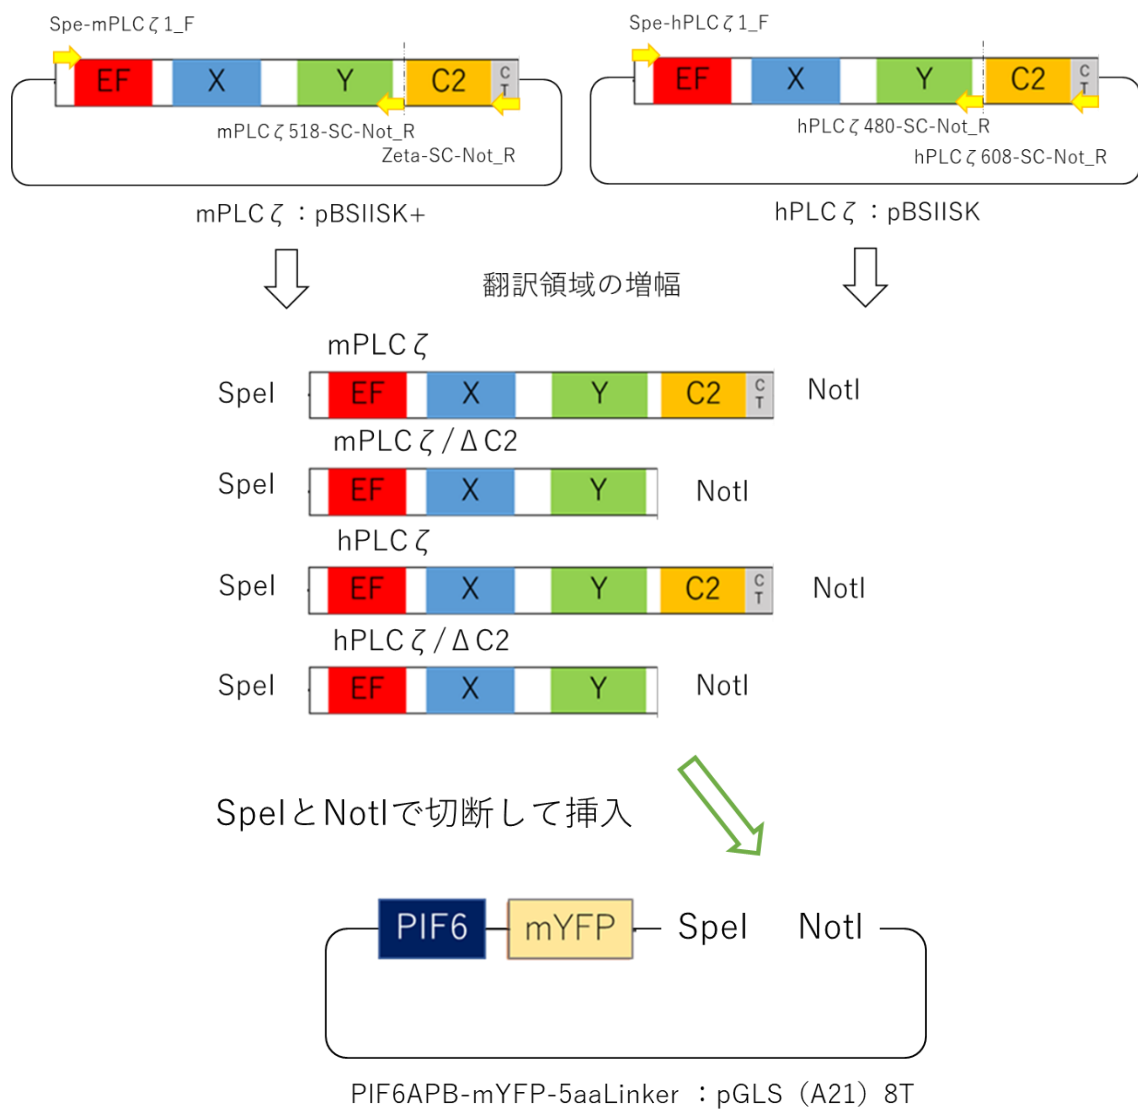 Spe-mPLCζ1_F
Spe-hPLCζ1_F
EF X Y C2 CT
EF X Y C2 CT
mPLCζ518-SC-Not_R
Zeta-SC-Not_R
hPLCζ480-SC-Not_R
hPLCζ608-SC-Not_R
mPLCζ：pBSIISK+
hPLCζ：pBSIISK
翻訳領域の増幅
mPLCζ
SpeI EF X Y C2 CT NotI
mPLCζ/ΔC2
SpeI EF X Y NotI
hPLCζ
SpeI EF X Y C2 CT NotI
hPLCζ/ΔC2
SpeI EF X Y NotI
SpeIとNotIで切断して挿入
PIF6 mYFP SpeI NotI
PIF6APB-mYFP-5aaLinker：pGLS（A21）8T